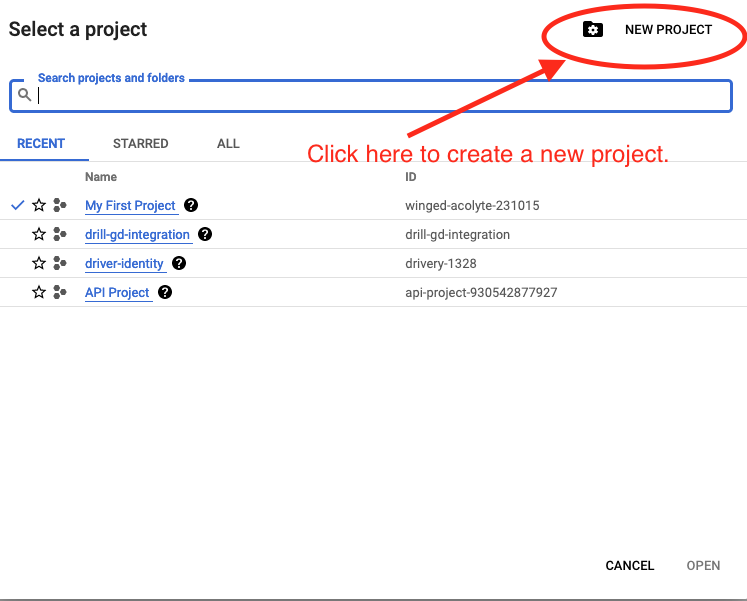 Select a project
NEW PROJECT
Search projects and folders
RECENT STARRED ALL
Click here to create a new project.
Name ID
My First Project winged-acolyte-231015
drill-gd-integration drill-gd-integration
driver-identity drivery-1328
API Project api-project-930542877927
CANCEL OPEN